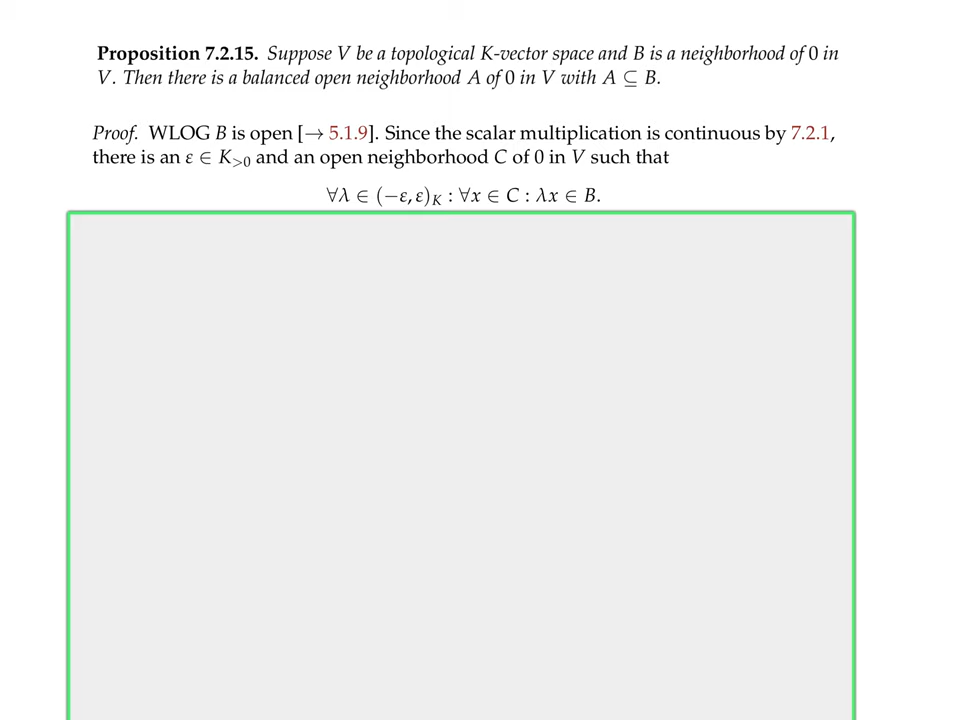 Proposition 7.2.15. Suppose V be a topological K-vector space and B is a neighborhood of 0 in
V. Then there is a balanced open neighborhood A of 0 in V with A ⊆ B.
Proof. WLOG B is open [→ 5.1.9]. Since the scalar multiplication is continuous by 7.2.1,
there is an ε ∈ K>0 and an open neighborhood C of 0 in V such that
∀λ ∈ (−ε, ε)K : ∀x ∈ C : λx ∈ B.